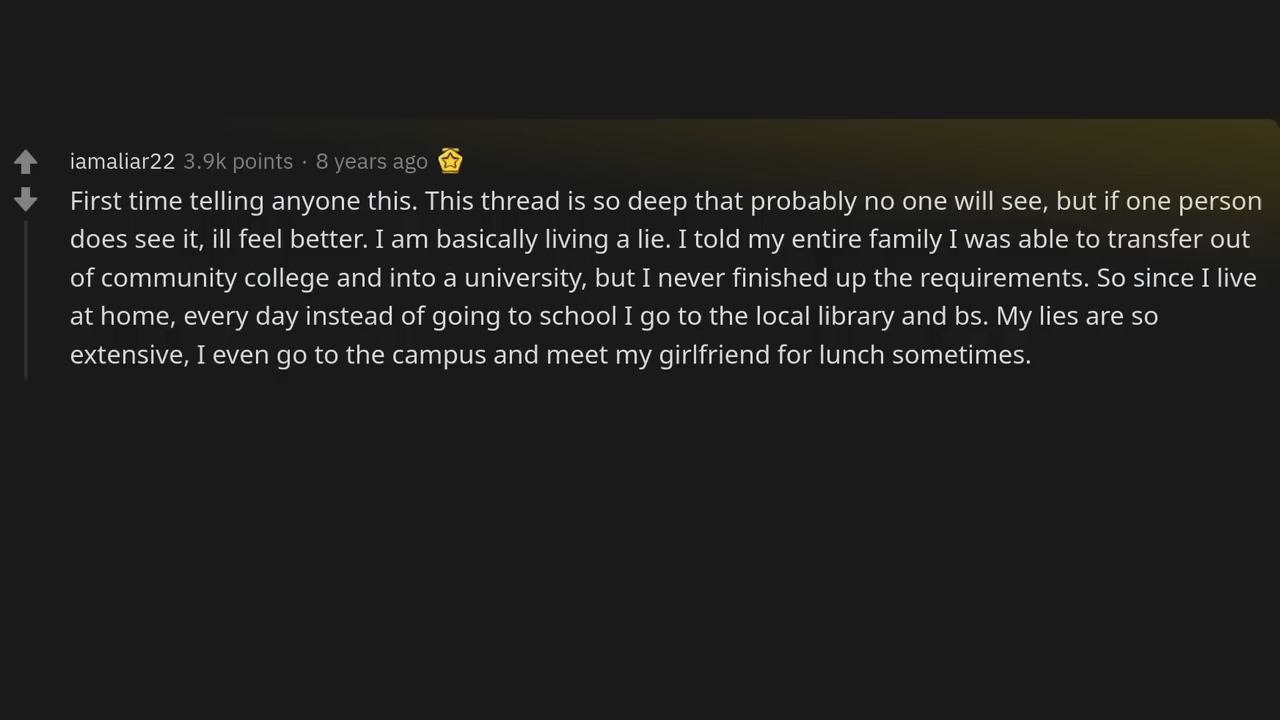 iamaliar22 3.9k points · 8 years ago
First time telling anyone this. This thread is so deep that probably no one will see, but if one person
does see it, ill feel better. I am basically living a lie. I told my entire family I was able to transfer out
of community college and into a university, but I never finished up the requirements. So since I live
at home, every day instead of going to school I go to the local library and bs. My lies are so
extensive, I even go to the campus and meet my girlfriend for lunch sometimes.